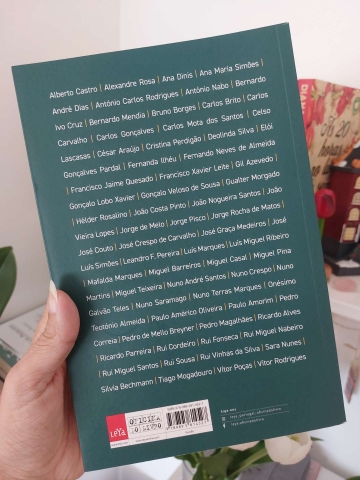 Alberto Castro | Alexandre Rosa | Ana Dinis | Ana Maria Simões |
André Dias | António Carlos Rodrigues | António Nabo | Bernardo
Ivo Cruz | Bernardo Mendia | Bruno Borges | Carlos Brito | Carlos
Carvalho | Carlos Gonçalves | Carlos Mota dos Santos | Celso
Lascasas | César Araújo | Cristina Perdigão | Deolinda Silva | Elói
Gonçalves Pardal | Fernanda Ilhéu | Fernando Neves de Almeida
| Francisco Jaime Quesado | Francisco Xavier Leite | Gil Azevedo |
Gonçalo Lobo Xavier | Gonçalo Veloso de Sousa | Gualter Morgado
| Hélder Rosalino | João Costa Pinto | João Nogueira Santos | João
Vieira Lopes | Jorge de Melo | Jorge Pisco | Jorge Rocha de Matos |
José Couto | José Crespo de Carvalho | José Graça Medeiros | José
Luís Simões | Leandro F. Pereira | Luís Marques | Luís Miguel Ribeiro
| Mafalda Marques | Miguel Barreiros | Miguel Casal | Miguel Pina
Martins | Miguel Teixeira | Nuno André Santos | Nuno Crespo | Nuno
Galvão Teles | Nuno Saramago | Nuno Terras Marques | Onésimo
Teotónio Almeida | Paulo Américo Oliveira | Paulo Amorim | Pedro
Correia | Pedro de Mello Breyner | Pedro Magalhães | Ricardo Alves
| Ricardo Parreira | Rui Cordeiro | Rui Fonseca | Rui Miguel Nabeiro
| Rui Miguel Santos | Rui Sousa | Rui Vinhas da Silva | Sara Nunes |
Silvia Bechmann | Tiago Mogadouro | Vítor Poças | Vítor Rodrigues
LEYA
OFICINA
DO LIVRO
As 20